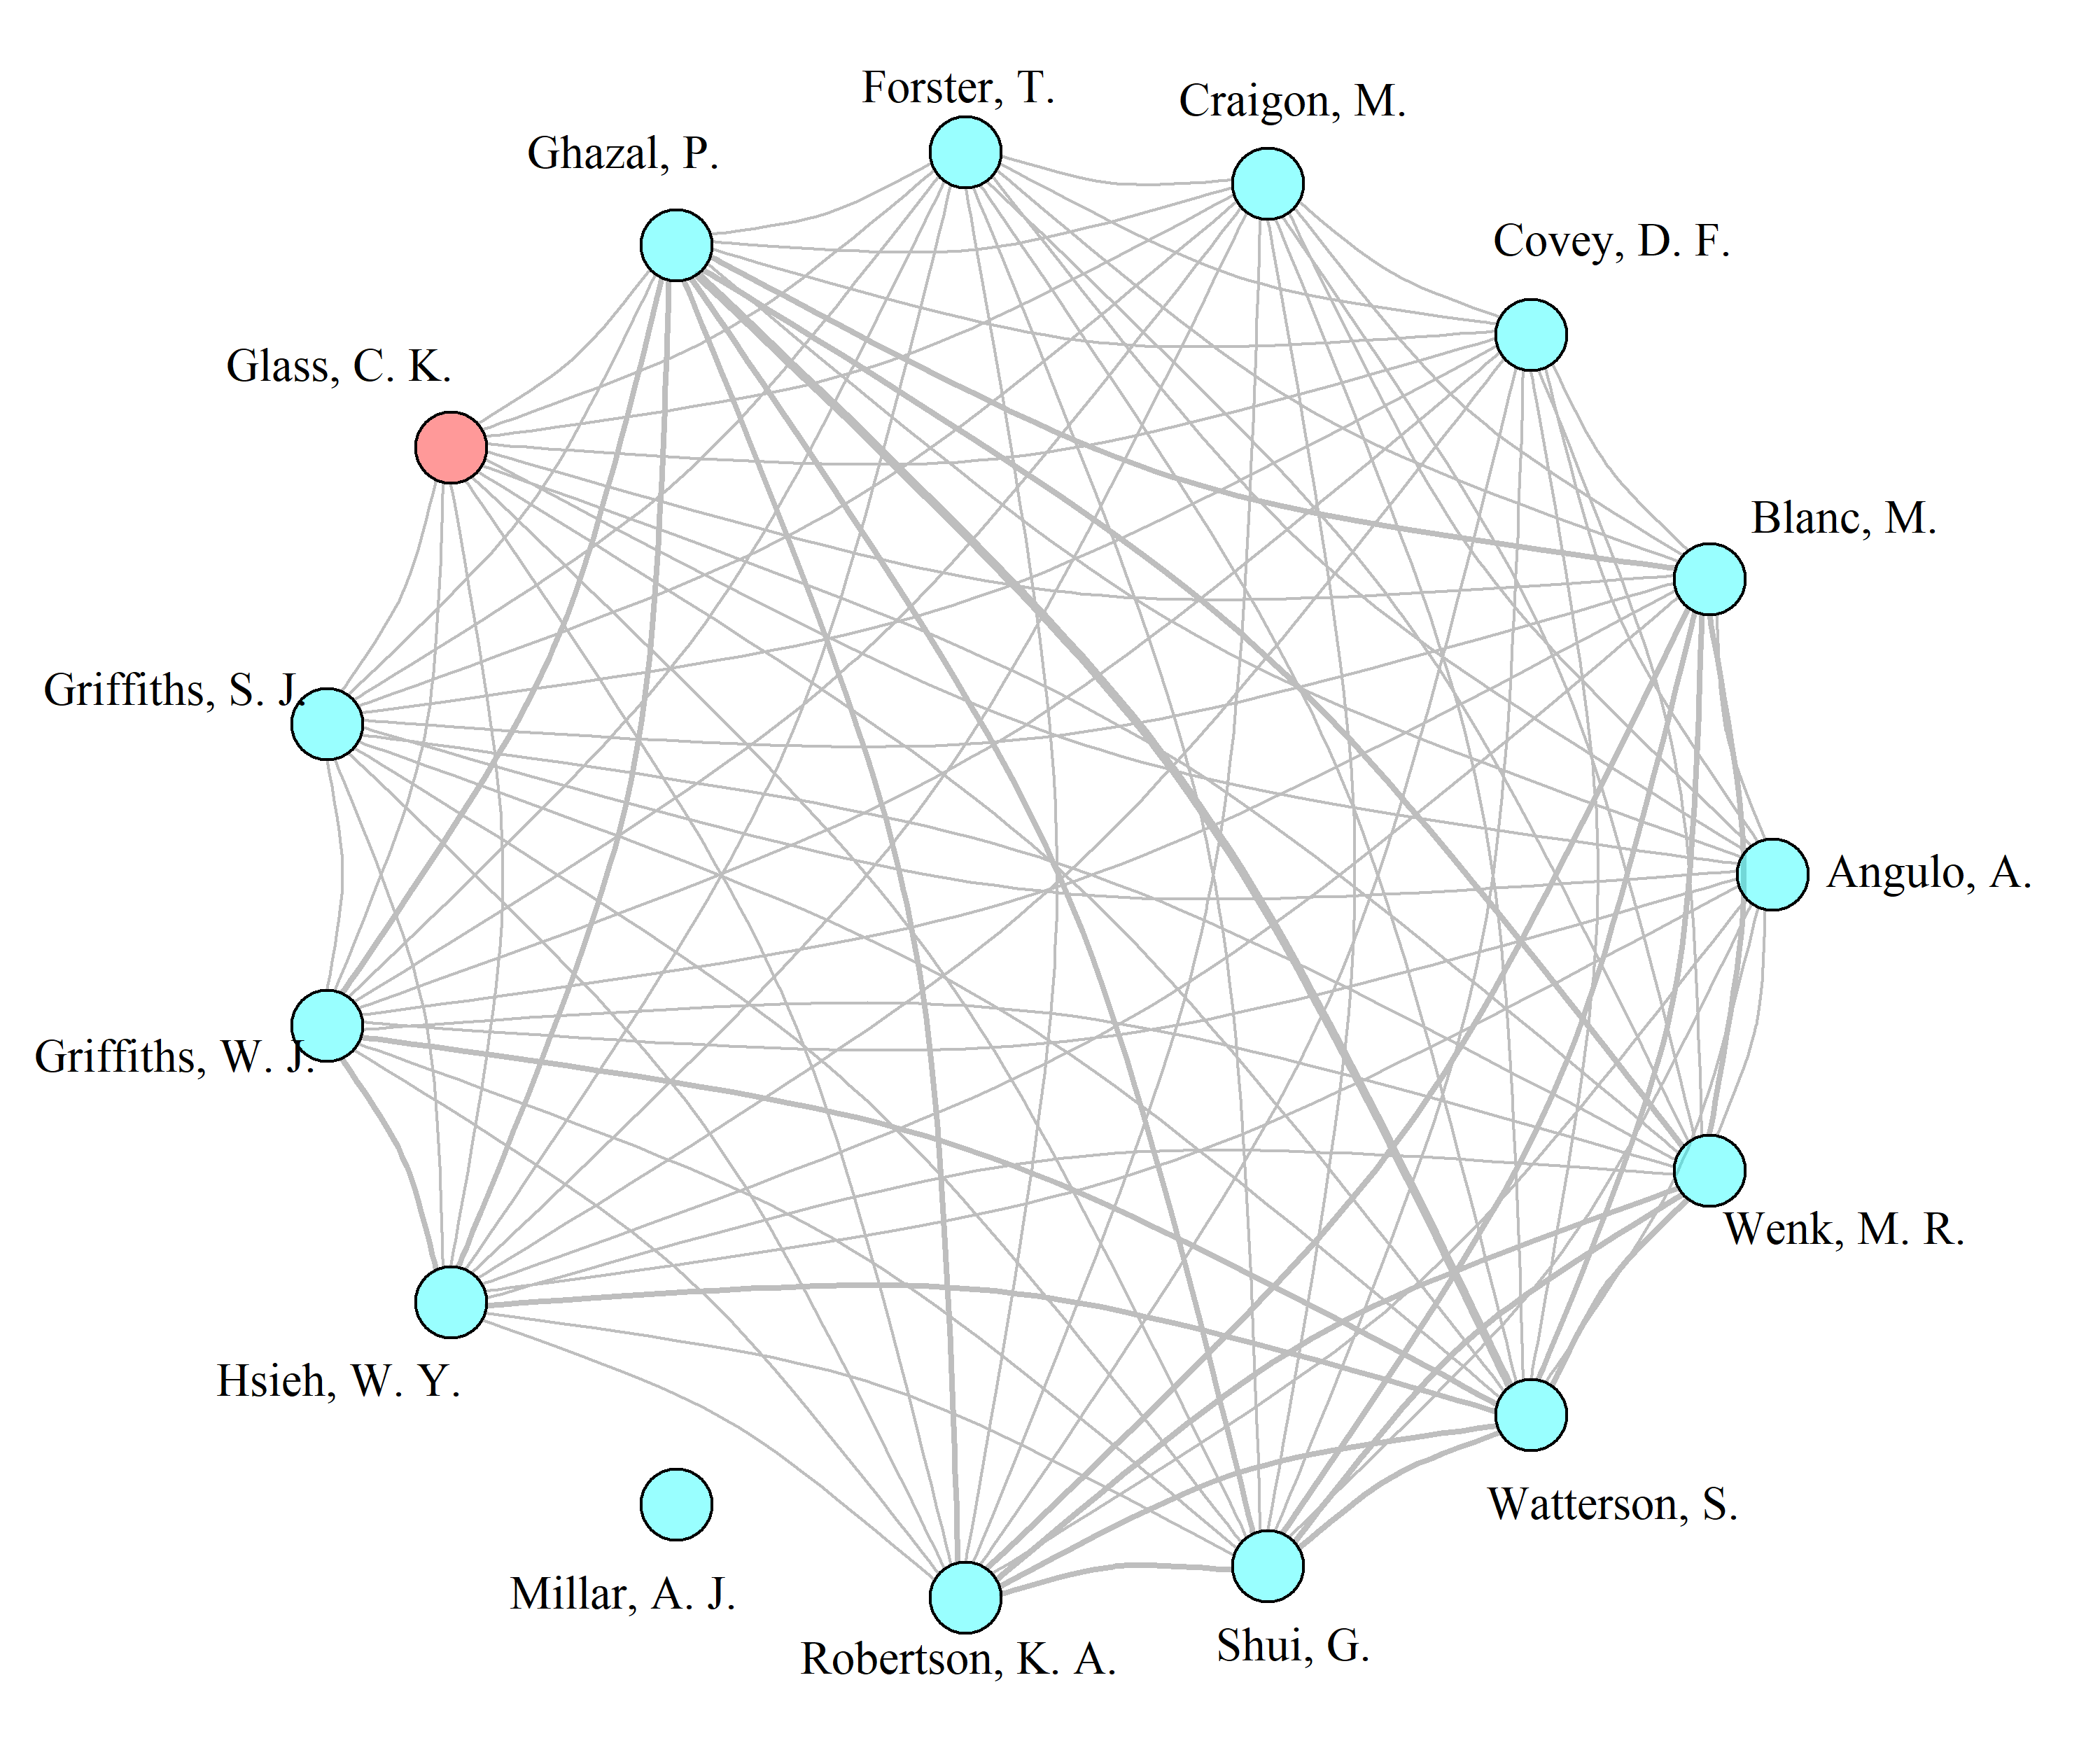 Forster, T.
Craigon, M.
Ghazal, P.
Covey, D. F.
Glass, C. K.
Blanc, M.
Griffiths, S. J.
Angulo, A.
Griffiths, W. J.
Wenk, M. R.
Hsieh, W. Y.
Watterson, S.
Millar, A. J.
Shui, G.
Robertson, K. A.